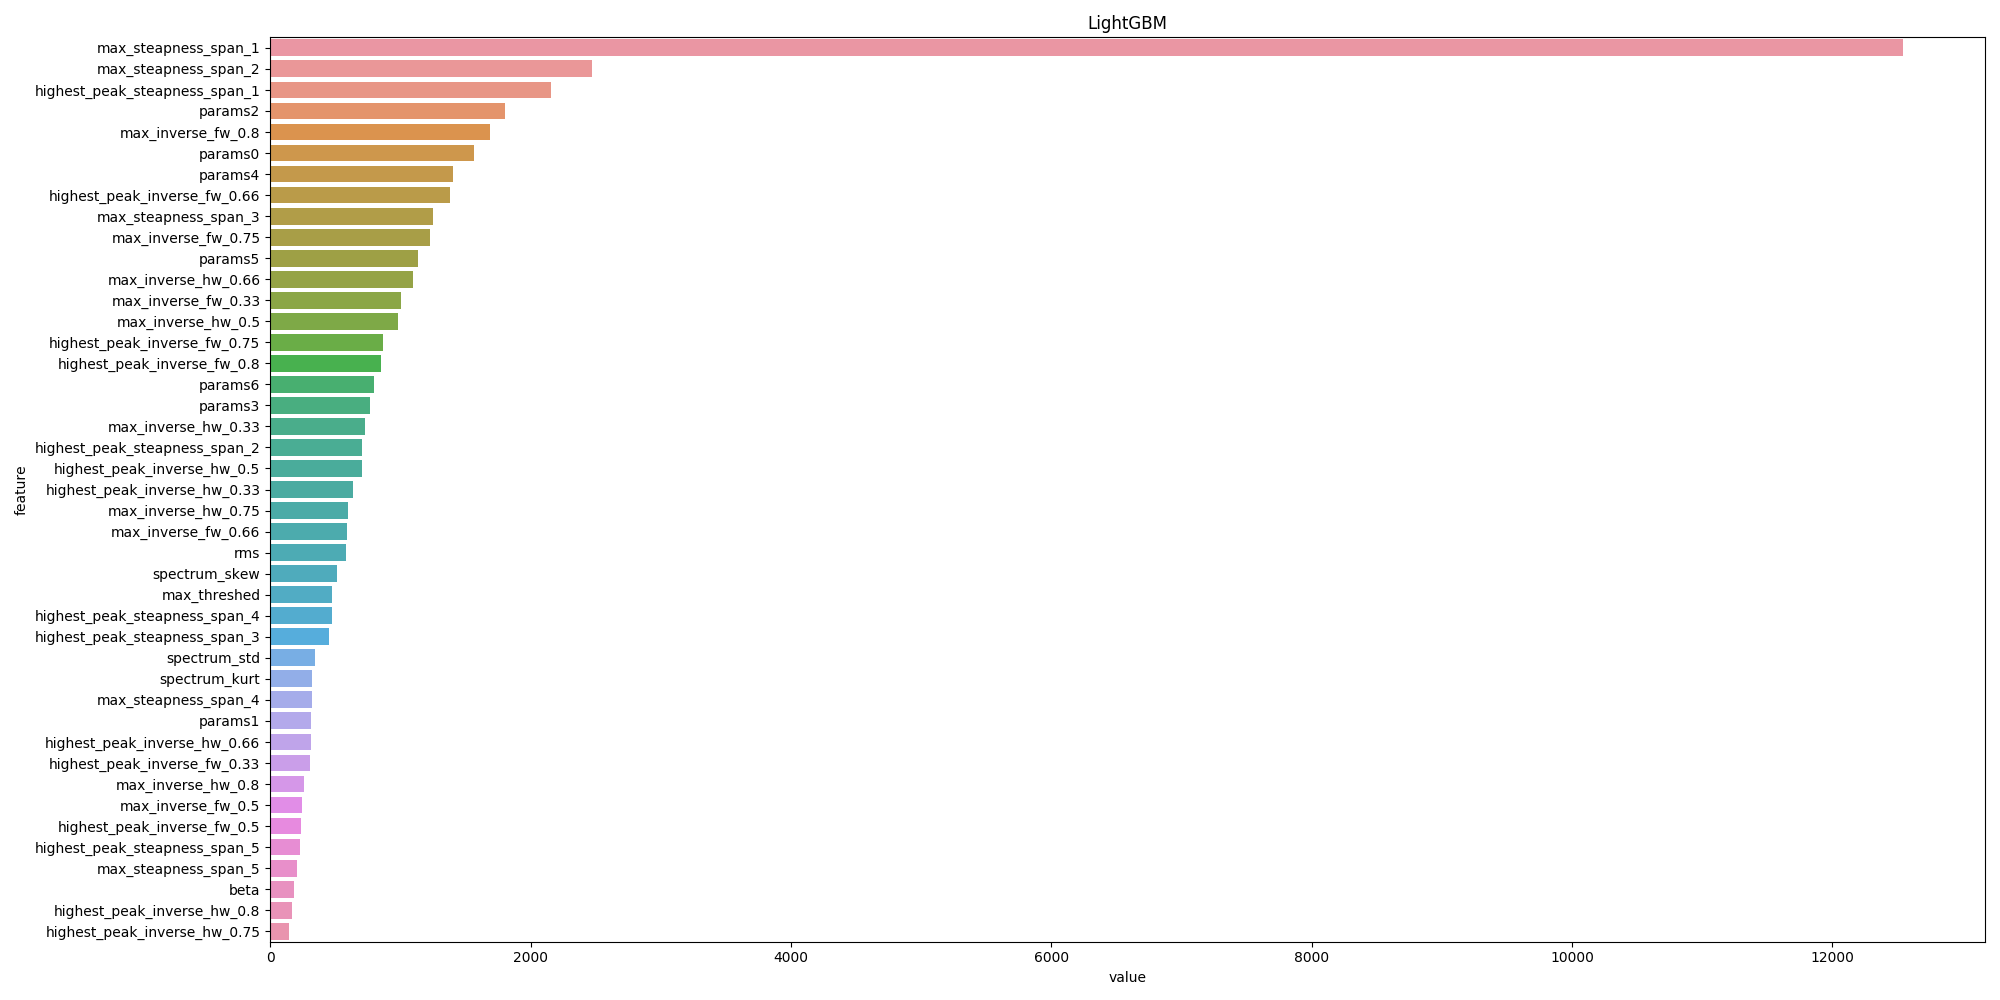 LightGBM
max_steapness_span_1
max_steapness_span_2
highest_peak_steapness_span_1
params2
max_inverse_fw_0.8
params0
params4
highest_peak_inverse_fw_0.66
max_steapness_span_3
max_inverse_fw_0.75
params5
max_inverse_hw_0.66
max_inverse_fw_0.33
max_inverse_hw_0.5
highest_peak_inverse_fw_0.75
highest_peak_inverse_fw_0.8
params6
params3
max_inverse_hw_0.33
highest_peak_steapness_span_2
highest_peak_inverse_hw_0.5
highest_peak_inverse_hw_0.33
max_inverse_hw_0.75
max_inverse_fw_0.66
rms
spectrum_skew
max_threshed
highest_peak_steapness_span_4
highest_peak_steapness_span_3
spectrum_std
spectrum_kurt
max_steapness_span_4
params1
highest_peak_inverse_hw_0.66
highest_peak_inverse_fw_0.33
max_inverse_hw_0.8
max_inverse_fw_0.5
highest_peak_inverse_fw_0.5
highest_peak_steapness_span_5
max_steapness_span_5
beta
highest_peak_inverse_hw_0.8
highest_peak_inverse_hw_0.75
feature
0 2000 4000 6000 8000 10000 12000
value